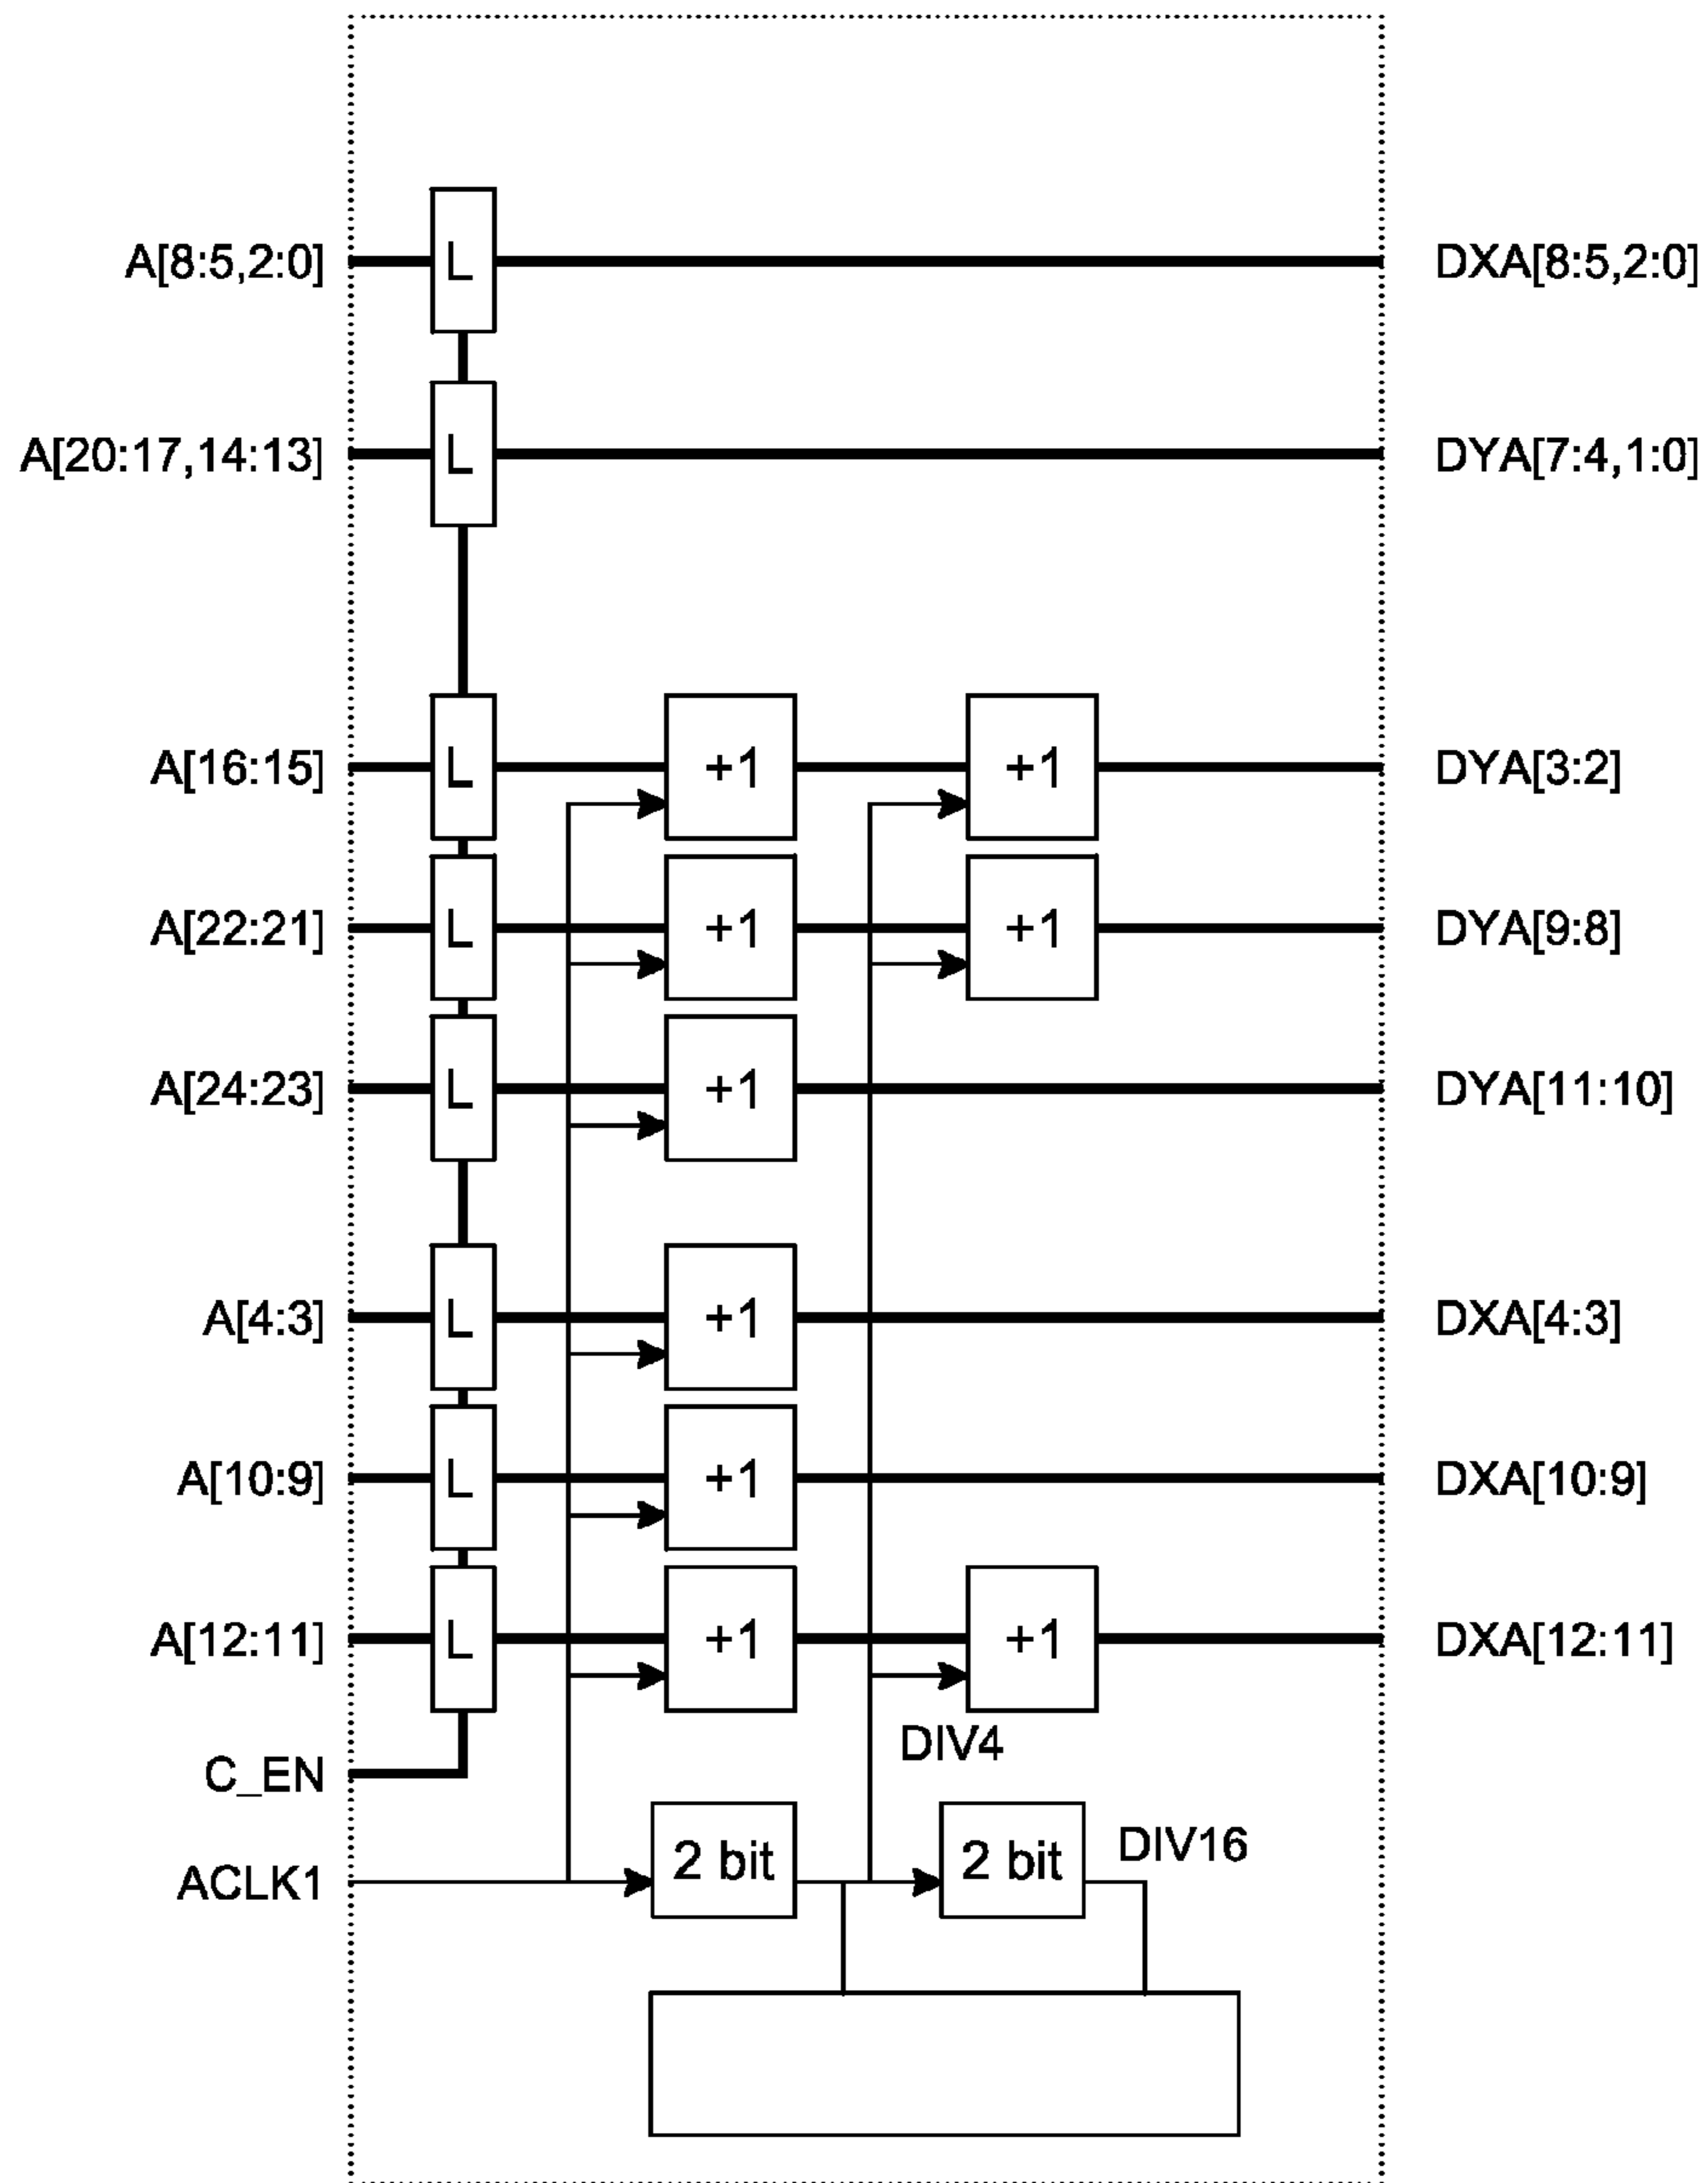 A[8:5,2:0] L DXA[8:5,2:0]
A[20:17,14:13] L DYA[7:4,1:0]
A[16:15] L +1 +1 DYA[3:2]
A[22:21] L +1 +1 DYA[9:8]
A[24:23] L +1 DYA[11:10]
A[4:3] L +1 DXA[4:3]
A[10:9] L +1 DXA[10:9]
A[12:11] L +1 +1 DXA[12:11]
DIV4
C_EN
2 bit 2 bit DIV16
ACLK1